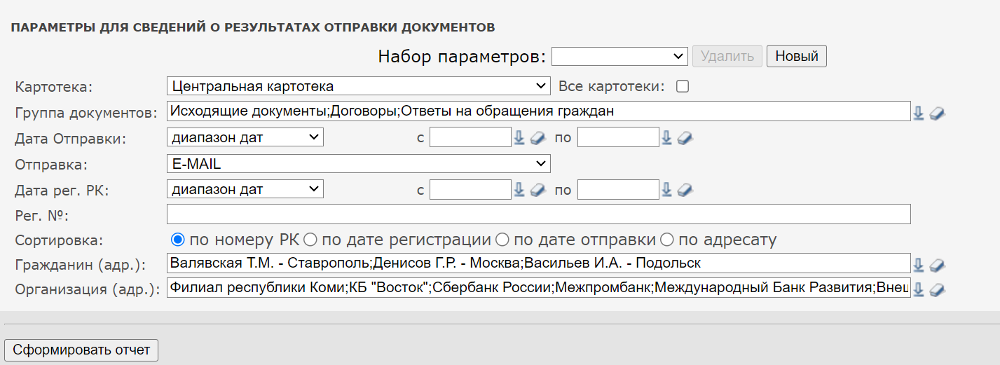 ПАРАМЕТРЫ ДЛЯ СВЕДЕНИЙ О РЕЗУЛЬТАТАХ ОТПРАВКИ ДОКУМЕНТОВ
Набор параметров: Удалить Новый
Картотека: Центральная картотека Все картотеки:
Группа документов: Исходящие документы;Договоры;Ответы на обращения граждан
Дата Отправки: диапазон дат с по
Отправка: E-MAIL
Дата рег. РК: диапазон дат с по
Рег. №:
Сортировка: по номеру РК по дате регистрации по дате отправки по адресату
Гражданин (адр.): Валявская Т.М. - Ставрополь;Денисов Г.Р. - Москва;Васильев И.А. - Подольск
Организация (адр.): Филиал республики Коми;КБ "Восток";Сбербанк России;Межпромбанк;Международный Банк Развития;Внеш
Сформировать отчет